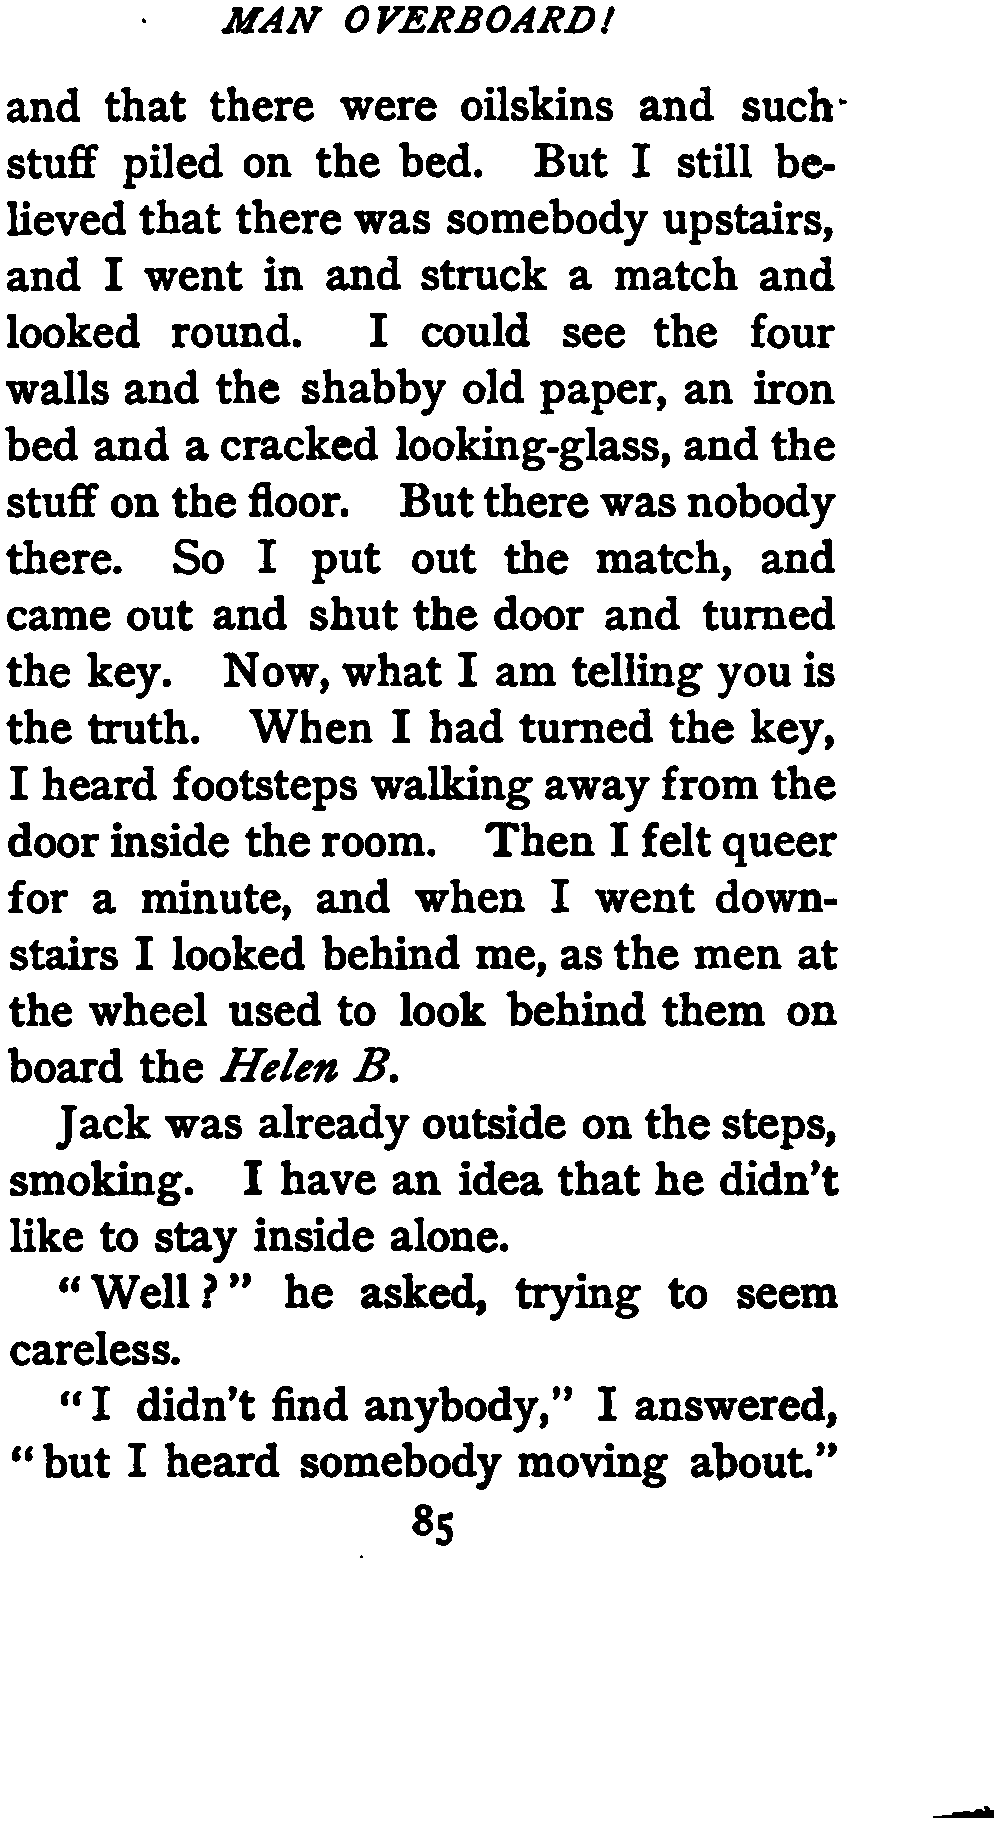 MAN OVERBOARD!
and that there were oilskins and such
stuff piled on the bed. But I still be-
lieved that there was somebody upstairs,
and I went in and struck a match and
looked round. I could see the four
walls and the shabby old paper, an iron
bed and a cracked looking-glass, and the
stuff on the floor. But there was nobody
there. So I put out the match, and
came out and shut the door and turned
the key. Now, what I am telling you is
the truth. When I had turned the key,
I heard footsteps walking away from the
door inside the room. Then I felt queer
for a minute, and when I went down-
stairs I looked behind me, as the men at
the wheel used to look behind them on
board the Helen B.
Jack was already outside on the steps,
smoking. I have an idea that he didn't
like to stay inside alone.
"Well?" he asked, trying to seem
careless.
"I didn't find anybody," I answered,
"but I heard somebody moving about."
85